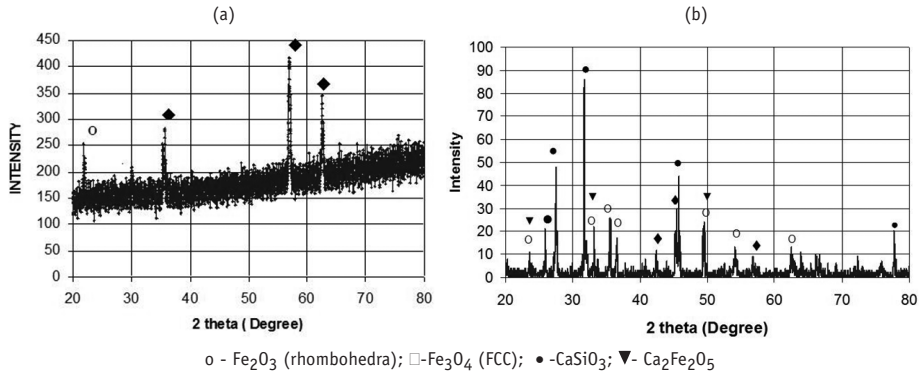 (a)
(b)
INTENSITY
450
400
350
300
250
200
150
100
50
0
20 30 40 50 60 70 80
2 theta ( Degree)
Intensity
100
90
80
70
60
50
40
30
20
10
0
20 30 40 50 60 70 80
2 theta (Degree)
o - Fe₂O₃ (rhombohedra); □-Fe₃O₄ (FCC); • -CaSiO₃; ▼- Ca₂Fe₂O₅